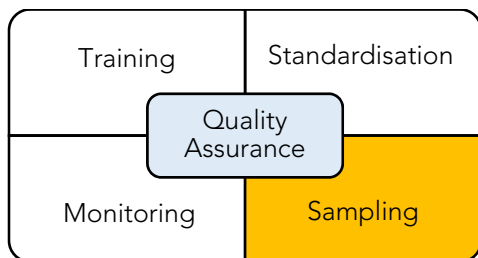 Training
Standardisation
Quality
Assurance
Monitoring
Sampling